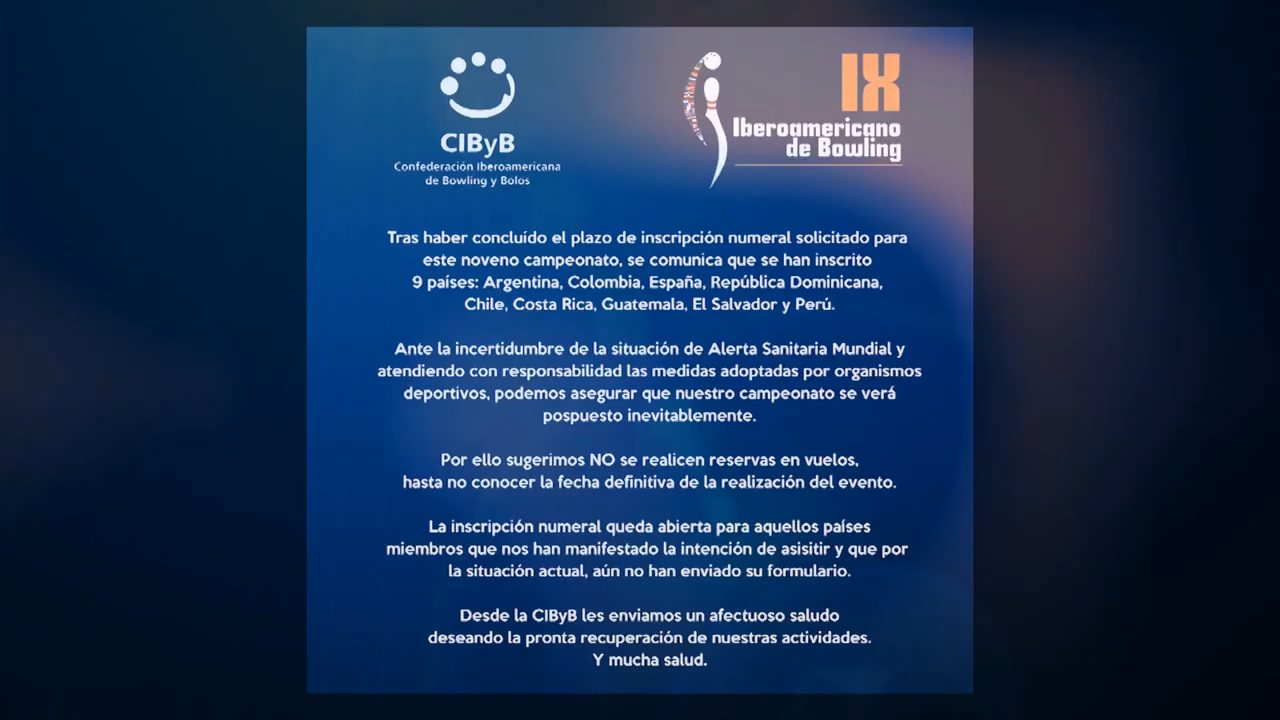 CIByB
Confederación Iberoamericana
de Bowling y Bolos
IX
Iberoamericano
de Bowling
Tras haber concluído el plazo de inscripción numeral solicitado para
este noveno campeonato, se comunica que se han inscrito
9 países: Argentina, Colombia, España, República Dominicana,
Chile, Costa Rica, Guatemala, El Salvador y Perú.
Ante la incertidumbre de la situación de Alerta Sanitaria Mundial y
atendiendo con responsabilidad las medidas adoptadas por organismos
deportivos, podemos asegurar que nuestro campeonato se verá
pospuesto inevitablemente.
Por ello sugerimos NO se realicen reservas en vuelos,
hasta no conocer la fecha definitiva de la realización del evento.
La inscripción numeral queda abierta para aquellos países
miembros que nos han manifestado la intención de asisitir y que por
la situación actual, aún no han enviado su formulario.
Desde la CIByB les enviamos un afectuoso saludo
deseando la pronta recuperación de nuestras actividades.
Y mucha salud.